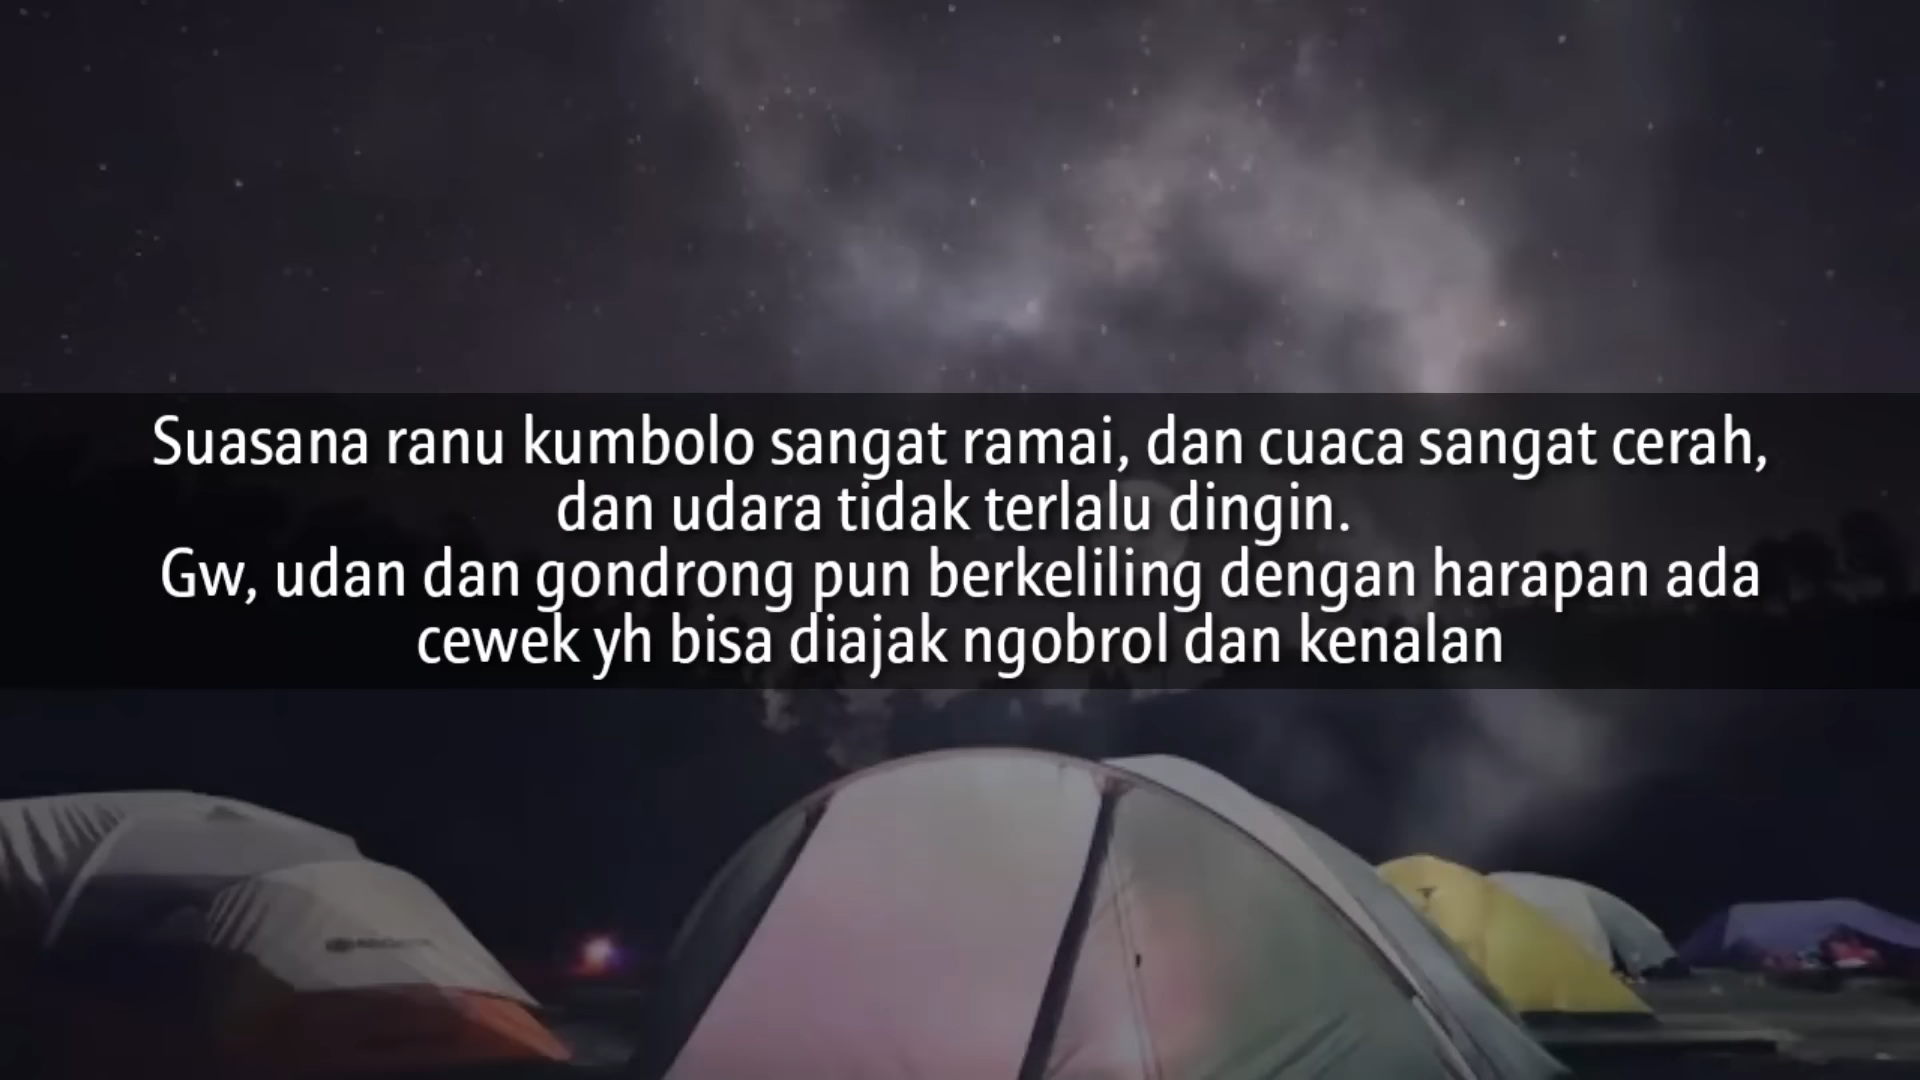 Suasana ranu kumbolo sangat ramai, dan cuaca sangat cerah,
dan udara tidak terlalu dingin.
Gw, udan dan gondrong pun berkeliling dengan harapan ada
cewek yh bisa diajak ngobrol dan kenalan